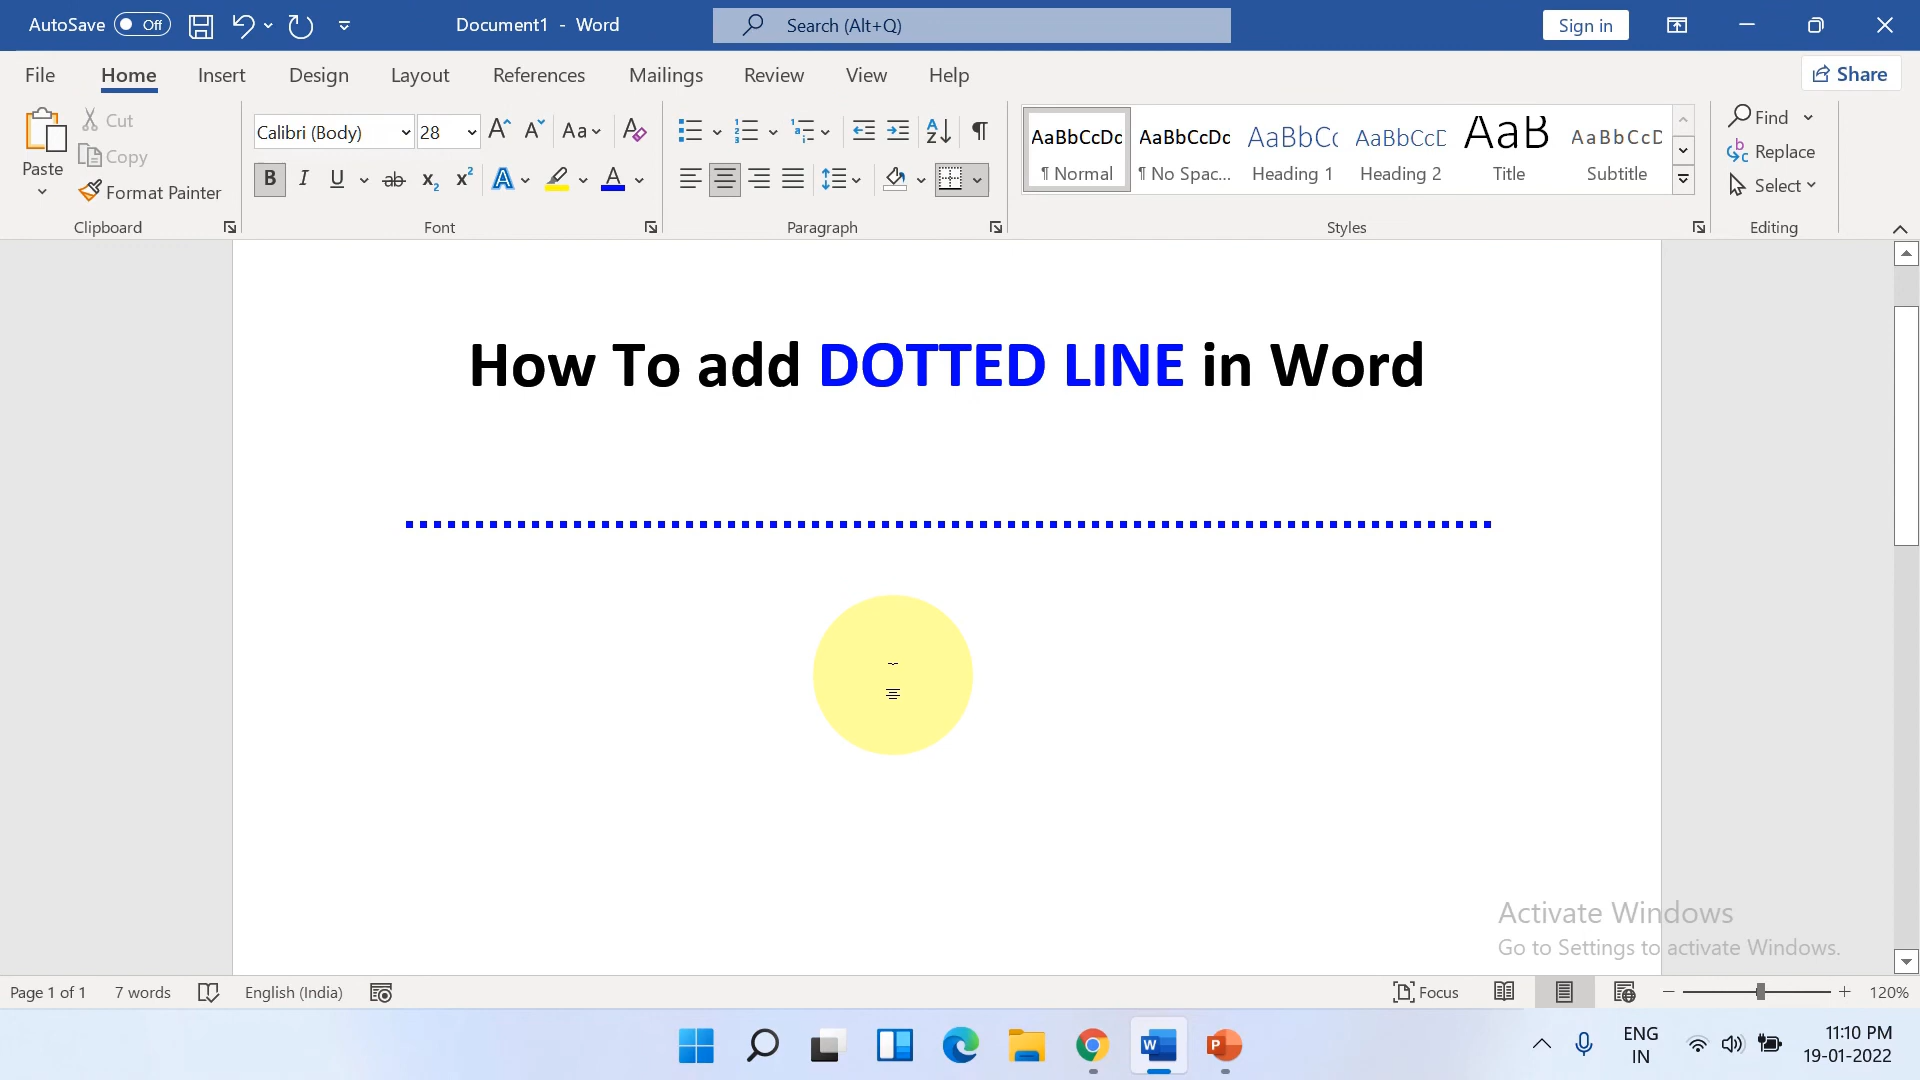 AutoSave Off Document1 - Word Search (Alt+Q) Sign in
File Home Insert Design Layout References Mailings Review View Help Share
Paste
Cut
Copy
Format Painter
Clipboard
Calibri (Body) 28
Font
Paragraph
AaBbCcDc AaBbCcDc AaBbCc AaBbCcD AaB AaBbCcD
¶ Normal ¶ No Spac... Heading 1 Heading 2 Title Subtitle
Styles
Find
Replace
Select
Editing
How To add DOTTED LINE in Word
Activate Windows
Go to Settings to activate Windows.
Page 1 of 1 7 words English (India) Focus 120%
ENG
IN
11:10 PM
19-01-2022